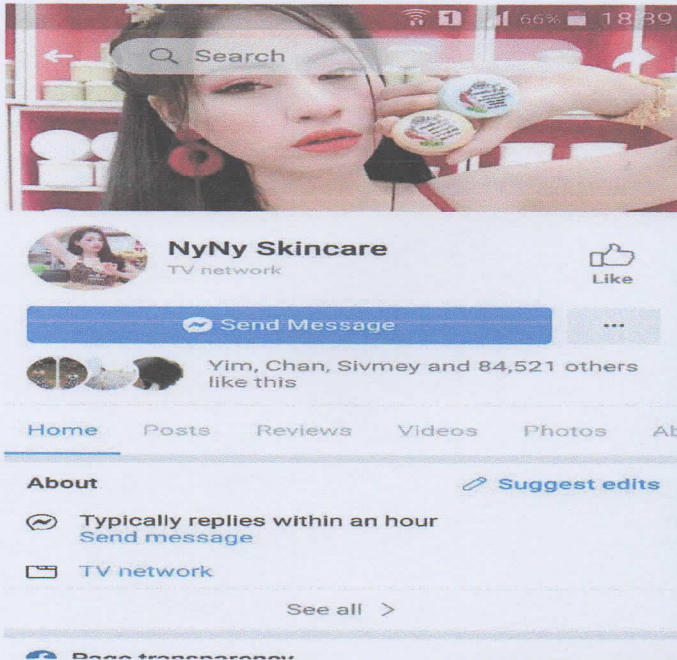 66% 18:39
Search
NyNy Skincare
TV network
Like
Send Message
Yim, Chan, Sivmey and 84,521 others
like this
Home Posts Reviews Videos Photos Ab
About
Suggest edits
Typically replies within an hour
Send message
TV network
See all
Page transparency